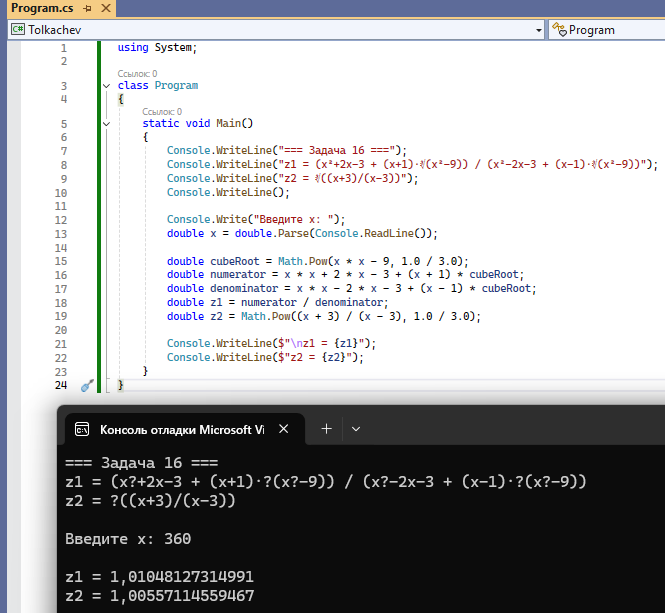 Program.cs
C# Tolkachev
Program
1 using System;
2
Ссылок: 0
3 class Program
4 {
Ссылок: 0
5 static void Main()
6 {
7 Console.WriteLine("=== Задача 16 ===");
8 Console.WriteLine("z1 = (x²+2x-3 + (x+1)·∛(x²-9)) / (x²-2x-3 + (x-1)·∛(x²-9))");
9 Console.WriteLine("z2 = ∛((x+3)/(x-3))");
10 Console.WriteLine();
11
12 Console.Write("Введите x: ");
13 double x = double.Parse(Console.ReadLine());
14
15 double cubeRoot = Math.Pow(x * x - 9, 1.0 / 3.0);
16 double numerator = x * x + 2 * x - 3 + (x + 1) * cubeRoot;
17 double denominator = x * x - 2 * x - 3 + (x - 1) * cubeRoot;
18 double z1 = numerator / denominator;
19 double z2 = Math.Pow((x + 3) / (x - 3), 1.0 / 3.0);
20
21 Console.WriteLine($"\nz1 = {z1}");
22 Console.WriteLine($"z2 = {z2}");
23 }
24 }
Консоль отладки Microsoft Vi
=== Задача 16 ===
z1 = (x?+2x-3 + (x+1)·?(x?-9)) / (x?-2x-3 + (x-1)·?(x?-9))
z2 = ?((x+3)/(x-3))
Введите x: 360
z1 = 1,01048127314991
z2 = 1,00557114559467